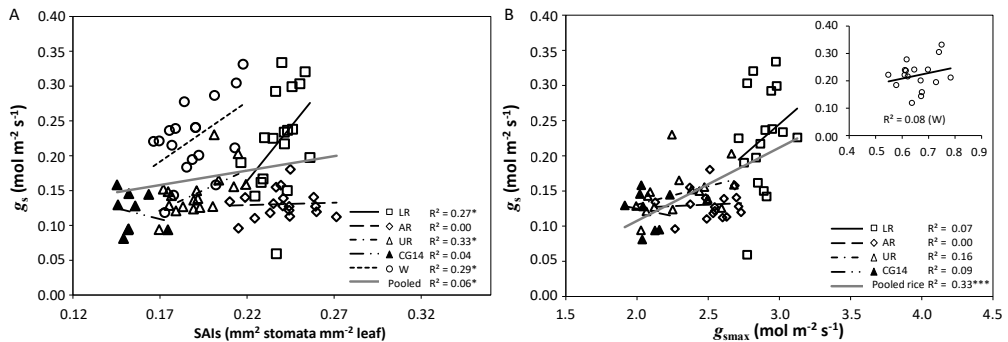 A
0.40
0.35
0.30
0.25
0.20
0.15
0.10
0.05
0.00
gs (mol m-2 s-1)
0.12 0.17 0.22 0.27 0.32
SAIs (mm² stomata mm-2 leaf)
LR R² = 0.27*
AR R² = 0.00
UR R² = 0.33*
CG14 R² = 0.04
W R² = 0.29*
Pooled R² = 0.06*
B
0.40
0.35
0.30
0.25
0.20
0.15
0.10
0.05
0.00
gs (mol m-2 s-1)
1.5 2.0 2.5 3.0 3.5 4.0 4.5
gsmax (mol m-2 s-1)
LR R² = 0.07
AR R² = 0.00
UR R² = 0.16
CG14 R² = 0.09
Pooled rice R² = 0.33***
0.40
0.30
0.20
0.10
0.00
R² = 0.08 (W)
0.4 0.5 0.6 0.7 0.8 0.9